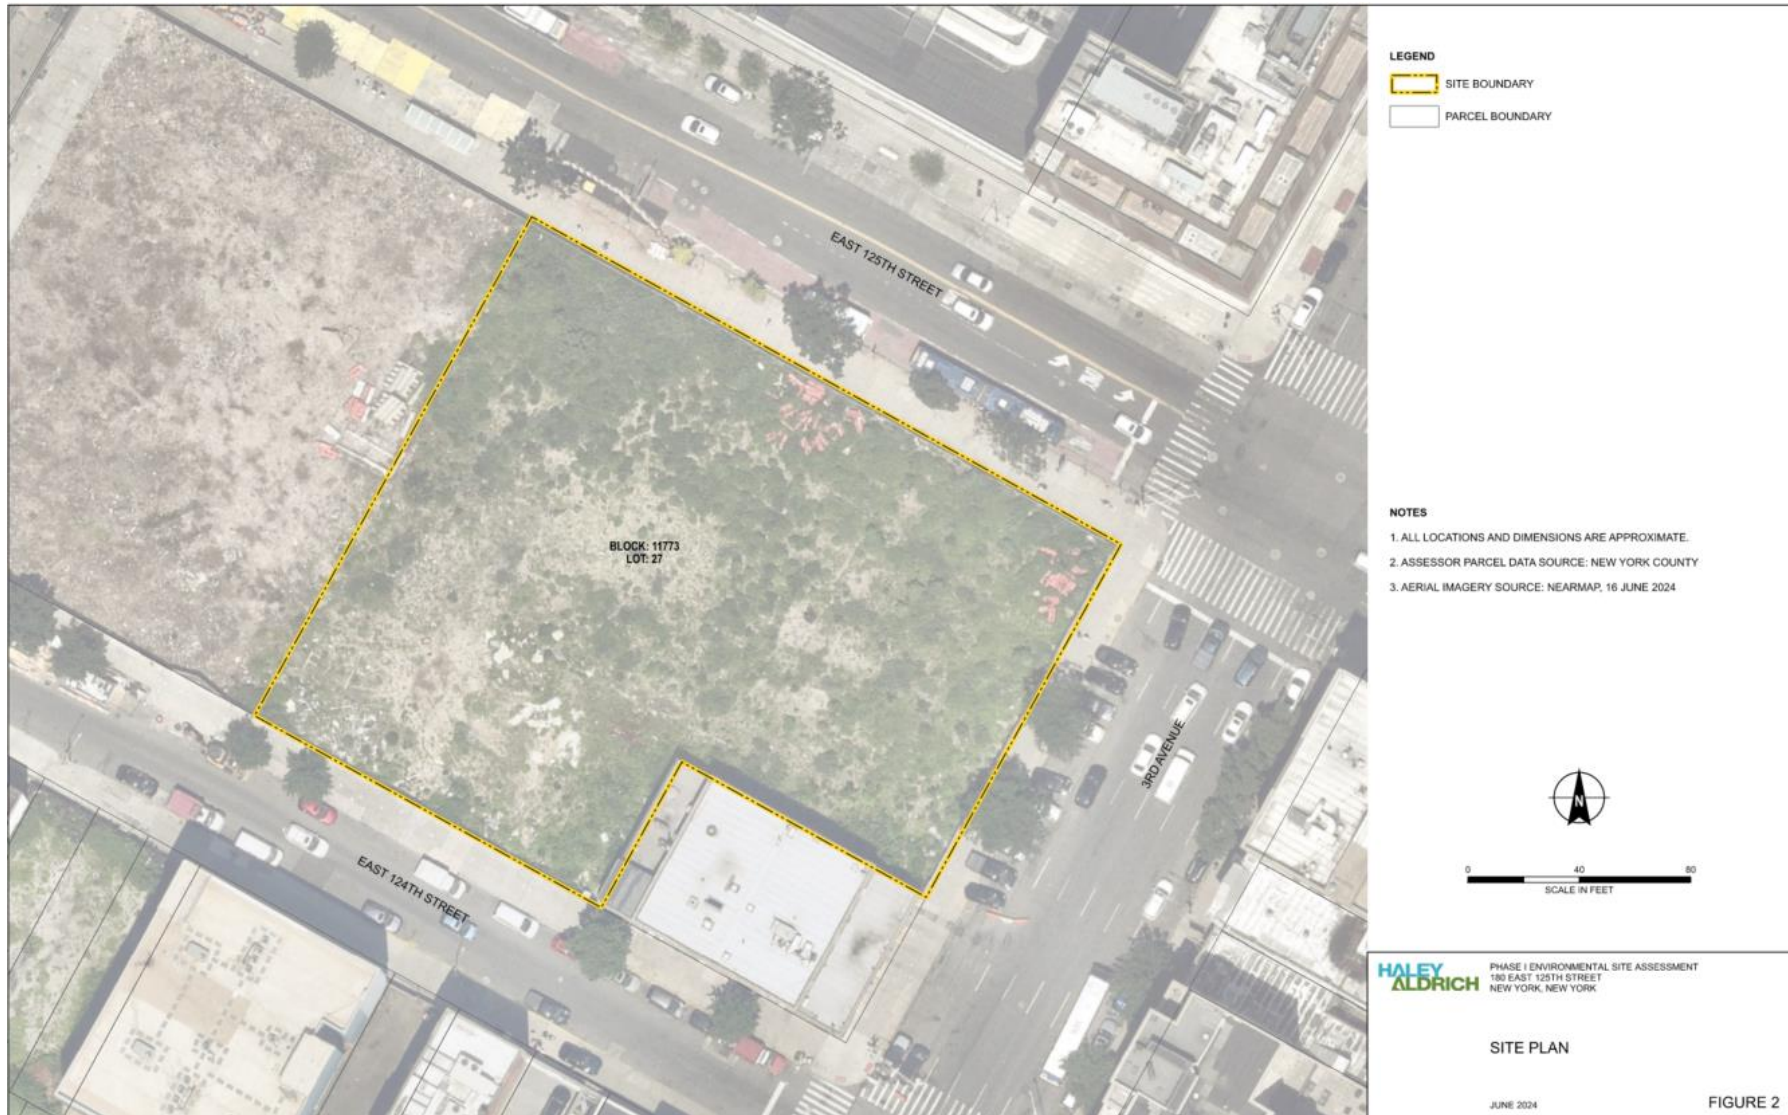 LEGEND
SITE BOUNDARY
PARCEL BOUNDARY
EAST 125TH STREET
BLOCK: 11773
LOT: 27
3RD AVENUE
EAST 124TH STREET
NOTES
1. ALL LOCATIONS AND DIMENSIONS ARE APPROXIMATE.
2. ASSESSOR PARCEL DATA SOURCE: NEW YORK COUNTY
3. AERIAL IMAGERY SOURCE: NEARMAP, 16 JUNE 2024
N
0 40 80
SCALE IN FEET
HALEY
ALDRICH
PHASE I ENVIRONMENTAL SITE ASSESSMENT
180 EAST 125TH STREET
NEW YORK, NEW YORK
SITE PLAN
JUNE 2024
FIGURE 2